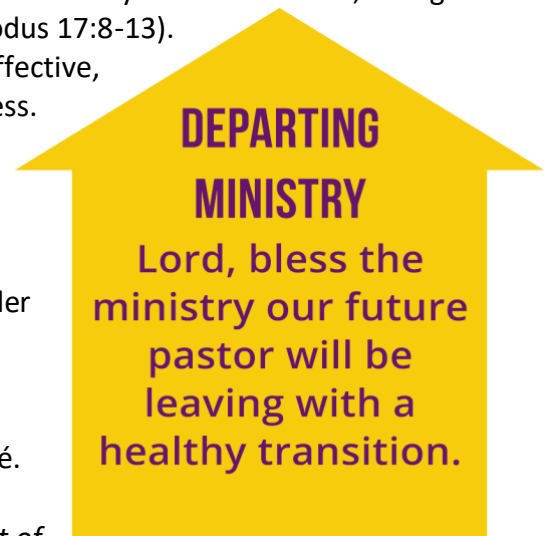 odus 17:8-13).
ffective,
ess.
DEPARTING
MINISTRY
Lord, bless the
ministry our future
pastor will be
leaving with a
healthy transition.
der
é.
t of